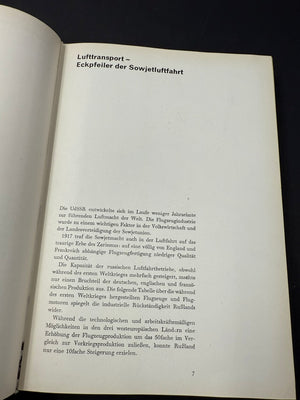 Lufttransport –
Eckpfeiler der Sowjetluftfahrt
Die UdSSR entwickelte sich im Laufe weniger Jahrzehnte
zur führenden Luftmacht der Welt. Die Flugzeugindustrie
wurde zu einem wichtigen Faktor in der Volkswirtschaft und
der Landesverteidigung der Sowjetunion.
1917 traf die Sowjetmacht auch in der Luftfahrt auf das
traurige Erbe des Zarismus: auf eine völlig von England und
Frankreich abhängige Flugzeugfertigung niedriger Qualität
und Quantität.
Die Kapazität der russischen Luftfahrtbetriebe, obwohl
während des ersten Weltkrieges mehrfach gesteigert, war nur
einen Bruchteil der deutschen, englischen und französi-
schen Produktion aus. Die folgende Tabelle über die während
des ersten Weltkrieges hergestellten Flugzeuge und Flug-
motoren spiegelt die industrielle Rückständigkeit Rußlands
wider.
Während die technologischen und arbeitskräftemäßigen
Möglichkeiten in den drei westeuropäischen Ländern eine
Erhöhung der Flugzeugproduktion um das 50fache im Ver-
gleich zur Vorkriegsproduktion zuließen, konnte Rußland
nur eine 10fache Steigerung erzielen.
7